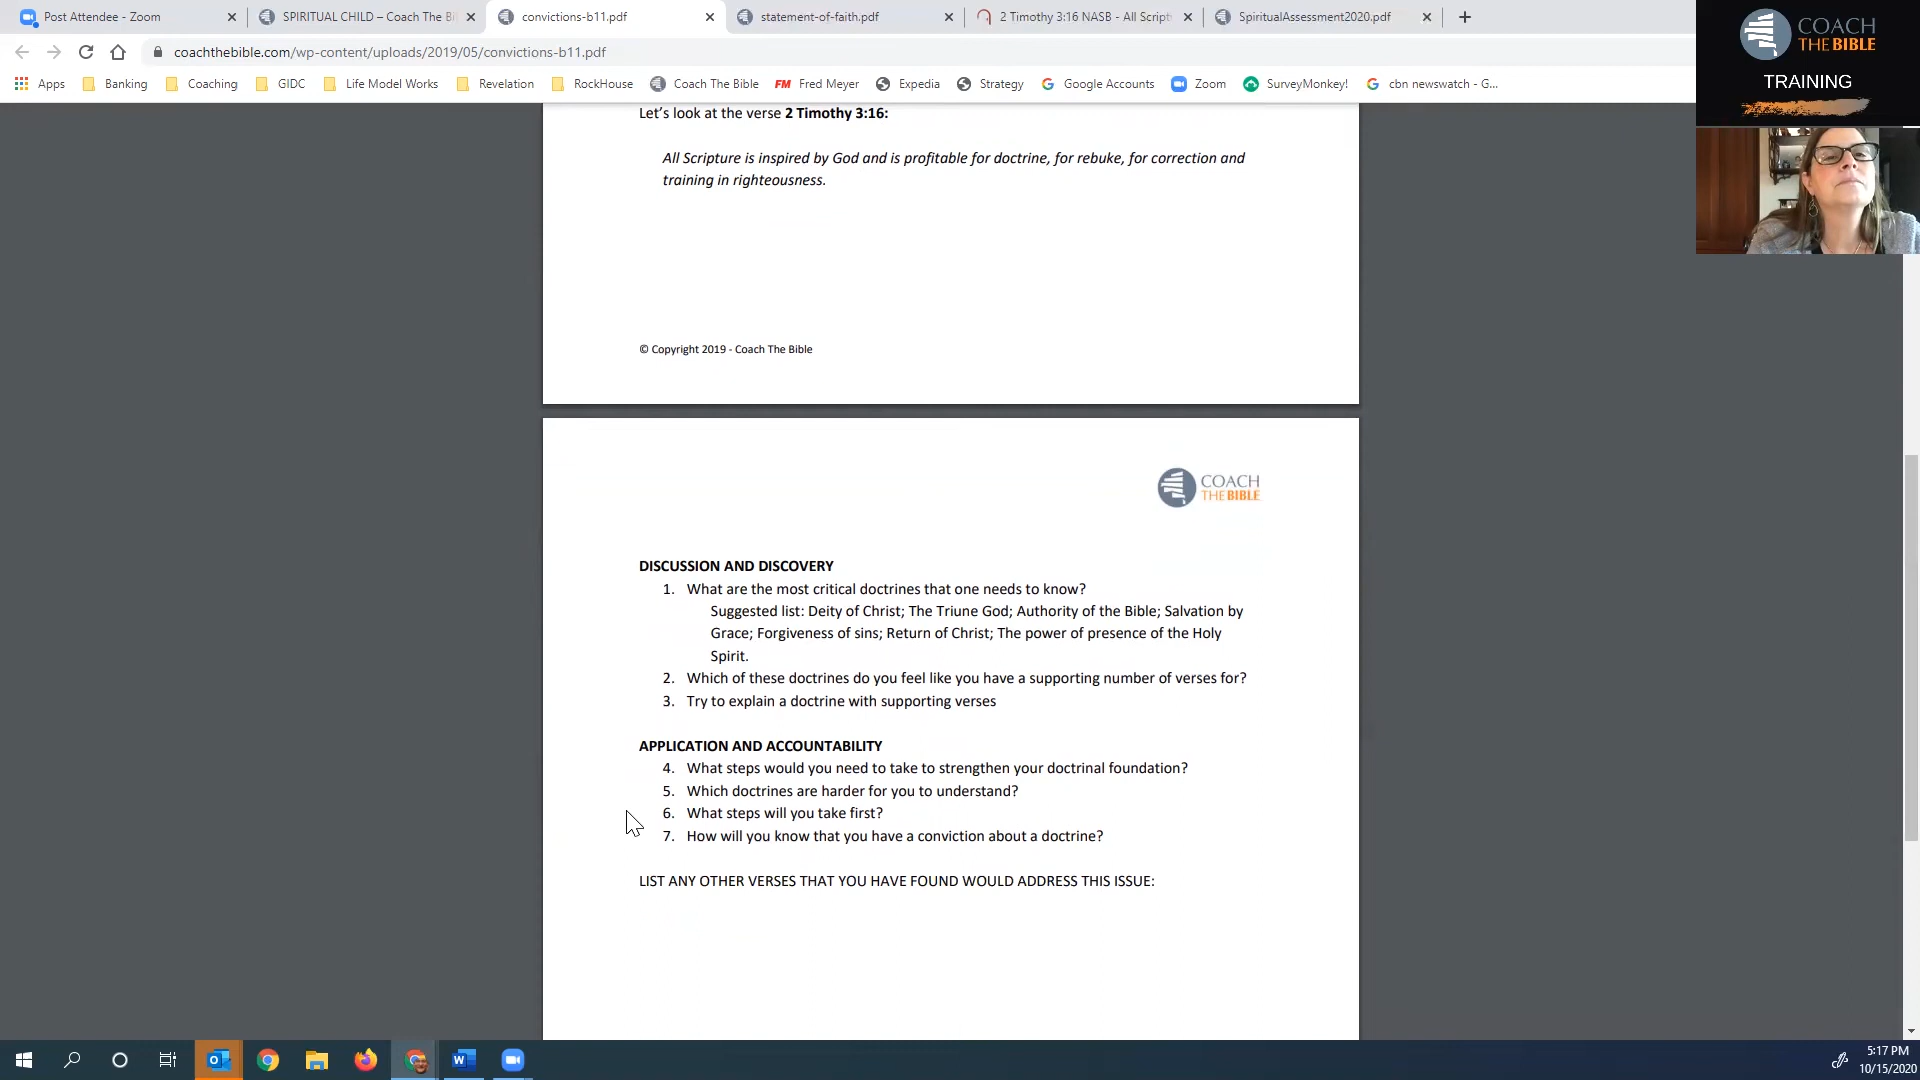 Post Attendee - Zoom
SPIRITUAL CHILD – Coach The Bi
convictions-b11.pdf
statement-of-faith.pdf
2 Timothy 3:16 NASB - All Script
SpiritualAssessment2020.pdf
coachthebible.com/wp-content/uploads/2019/05/convictions-b11.pdf
Apps
Banking
Coaching
GIDC
Life Model Works
Revelation
RockHouse
Coach The Bible
FM Fred Meyer
Expedia
Strategy
Google Accounts
Zoom
SurveyMonkey!
cbn newswatch - G...
COACH
THE BIBLE
TRAINING
Let’s look at the verse 2 Timothy 3:16:
All Scripture is inspired by God and is profitable for doctrine, for rebuke, for correction and
training in righteousness.
© Copyright 2019 - Coach The Bible
COACH
THE BIBLE
DISCUSSION AND DISCOVERY
1. What are the most critical doctrines that one needs to know?
Suggested list: Deity of Christ; The Triune God; Authority of the Bible; Salvation by
Grace; Forgiveness of sins; Return of Christ; The power of presence of the Holy
Spirit.
2. Which of these doctrines do you feel like you have a supporting number of verses for?
3. Try to explain a doctrine with supporting verses
APPLICATION AND ACCOUNTABILITY
4. What steps would you need to take to strengthen your doctrinal foundation?
5. Which doctrines are harder for you to understand?
6. What steps will you take first?
7. How will you know that you have a conviction about a doctrine?
LIST ANY OTHER VERSES THAT YOU HAVE FOUND WOULD ADDRESS THIS ISSUE:
5:17 PM
10/15/2020